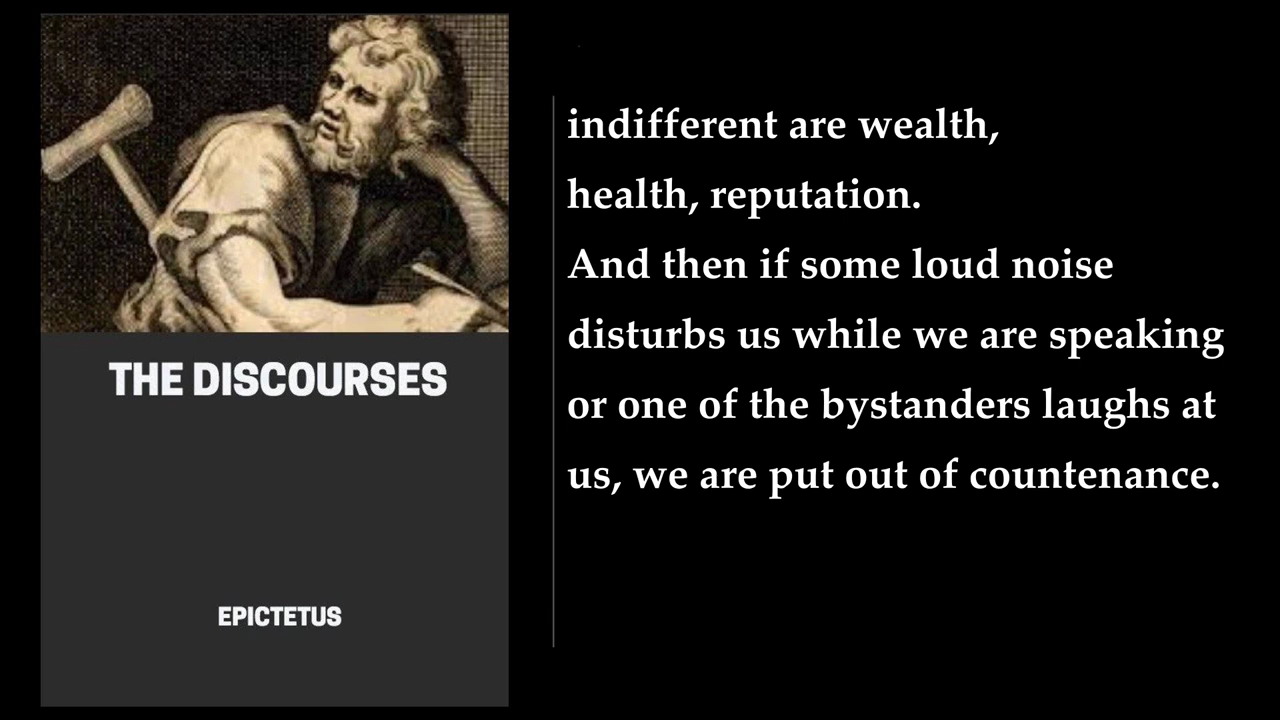 THE DISCOURSES
EPICTETUS
indifferent are wealth,
health, reputation.
And then if some loud noise
disturbs us while we are speaking
or one of the bystanders laughs at
us, we are put out of countenance.